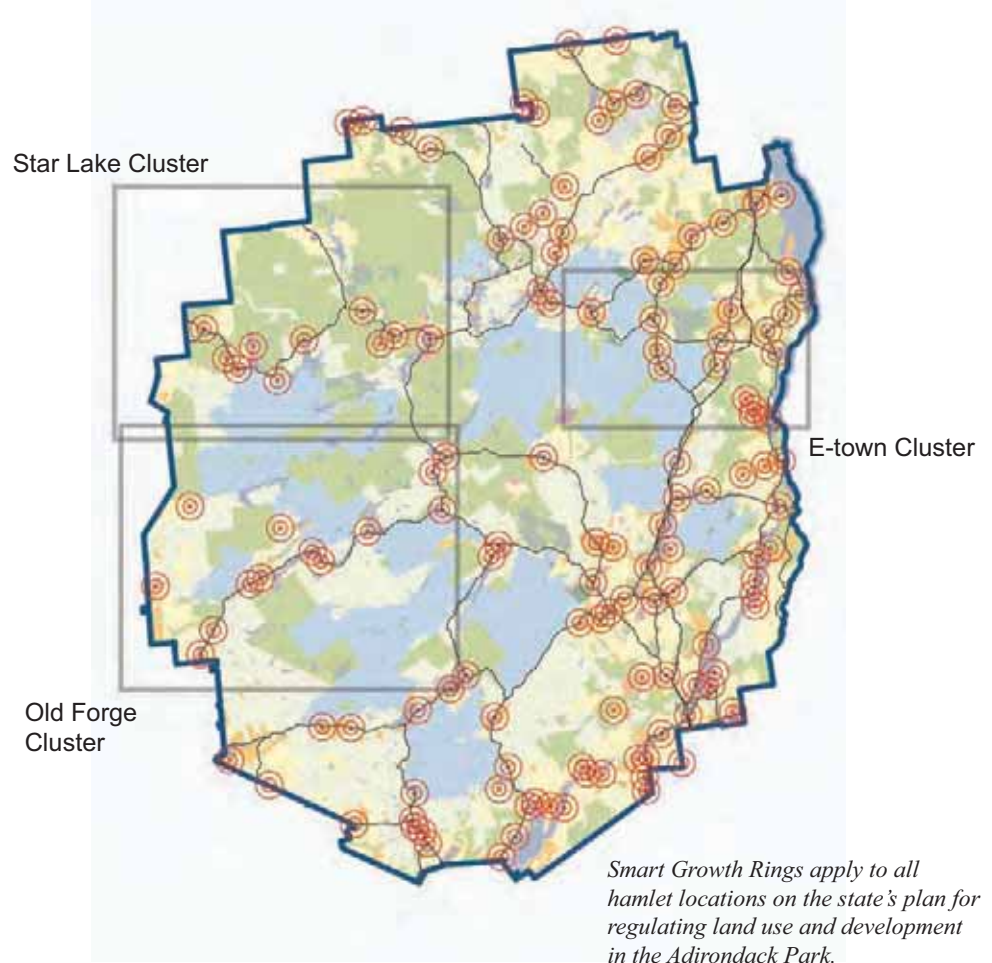 Star Lake Cluster
E-town Cluster
Old Forge
Cluster
Smart Growth Rings apply to all
hamlet locations on the state's plan for
regulating land use and development
in the Adirondack Park.